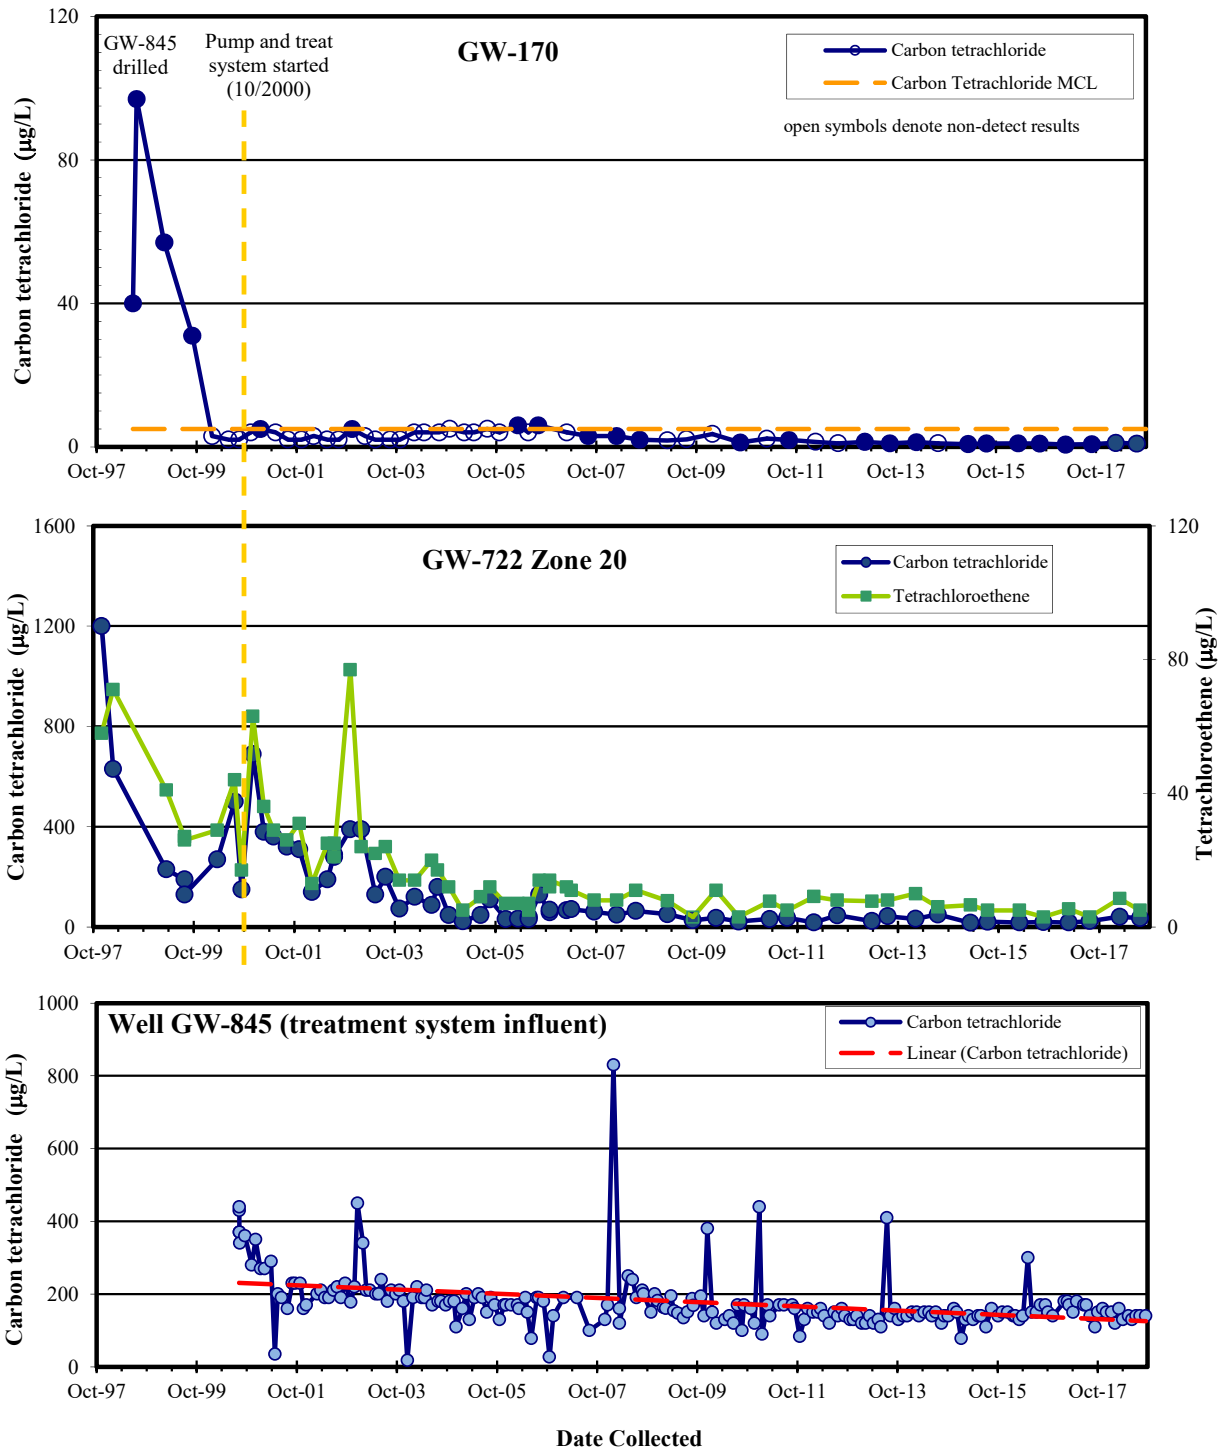 120
80
40
0
Carbon tetrachloride (µg/L)
GW-845
drilled
Pump and treat
system started
(10/2000)
GW-170
Carbon tetrachloride
Carbon Tetrachloride MCL
open symbols denote non-detect results
Oct-97 Oct-99 Oct-01 Oct-03 Oct-05 Oct-07 Oct-09 Oct-11 Oct-13 Oct-15 Oct-17
1600
1200
800
400
0
Carbon tetrachloride (µg/L)
GW-722 Zone 20
Carbon tetrachloride
Tetrachloroethene
120
80
40
0
Tetrachloroethene (µg/L)
Oct-97 Oct-99 Oct-01 Oct-03 Oct-05 Oct-07 Oct-09 Oct-11 Oct-13 Oct-15 Oct-17
1000
800
600
400
200
0
Carbon tetrachloride (µg/L)
Well GW-845 (treatment system influent)
Carbon tetrachloride
Linear (Carbon tetrachloride)
Oct-97 Oct-99 Oct-01 Oct-03 Oct-05 Oct-07 Oct-09 Oct-11 Oct-13 Oct-15 Oct-17
Date Collected